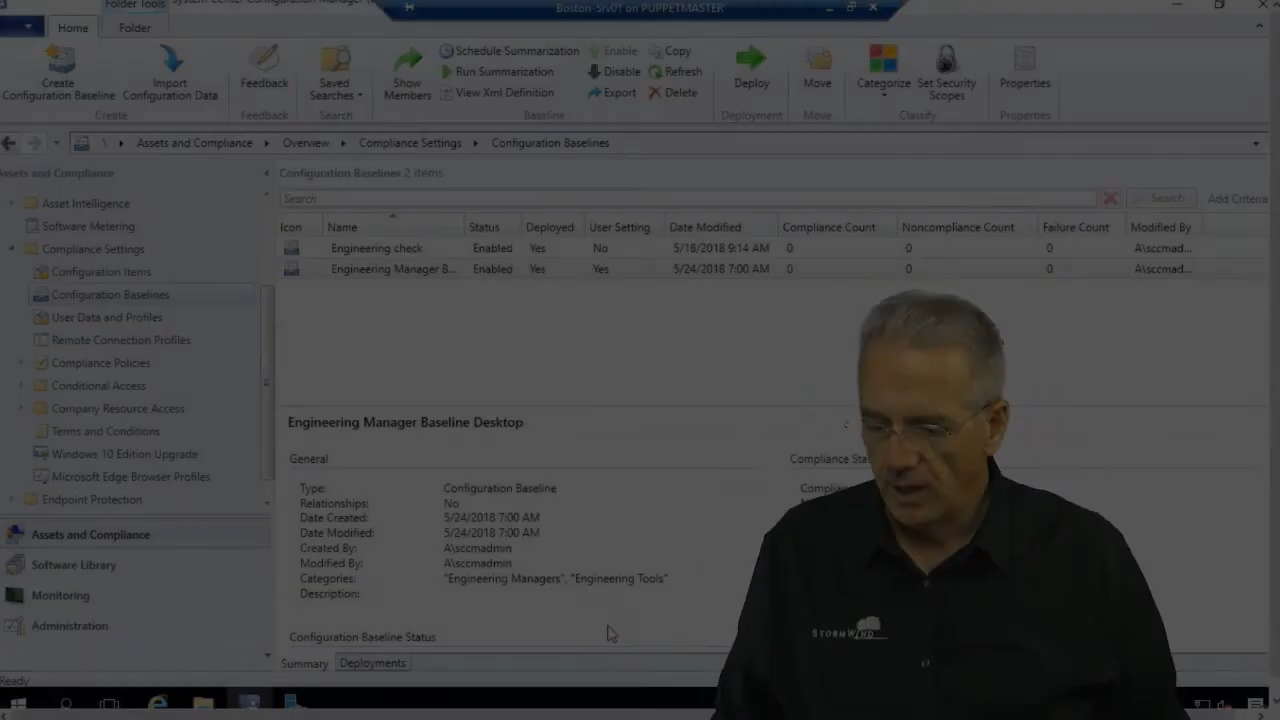 Folder Tools
System Center Configuration Manager
Boston-Srv01 on PUPPETMASTER
Home
Folder
Create Configuration Baseline
Import Configuration Data
Feedback
Saved Searches
Show Members
Schedule Summarization
Run Summarization
View Xml Definition
Enable
Disable
Export
Copy
Refresh
Delete
Deploy
Move
Categorize
Set Security Scopes
Properties
Create
Feedback
Search
Baseline
Deployment
Move
Classify
Properties
\ Assets and Compliance Overview Compliance Settings Configuration Baselines
Assets and Compliance
Asset Intelligence
Software Metering
Compliance Settings
Configuration Items
Configuration Baselines
User Data and Profiles
Remote Connection Profiles
Compliance Policies
Conditional Access
Company Resource Access
Terms and Conditions
Windows 10 Edition Upgrade
Microsoft Edge Browser Profiles
Endpoint Protection
Assets and Compliance
Software Library
Monitoring
Administration
Ready
Configuration Baselines 2 items
Search
Search
Add Criteria
Icon Name Status Deployed User Setting Date Modified Compliance Count Noncompliance Count Failure Count Modified By
Engineering check Enabled Yes No 5/18/2018 9:14 AM 0 0 0 A\sccmad...
Engineering Manager B... Enabled Yes Yes 5/24/2018 7:00 AM 0 0 0 A\sccmad...
Engineering Manager Baseline Desktop
General
Type: Configuration Baseline
Relationships: No
Date Created: 5/24/2018 7:00 AM
Date Modified: 5/24/2018 7:00 AM
Created By: A\sccmadmin
Modified By: A\sccmadmin
Categories: "Engineering Managers", "Engineering Tools"
Description:
Configuration Baseline Status
Summary Deployments
Compliance Sta
Complian
STORMWIND